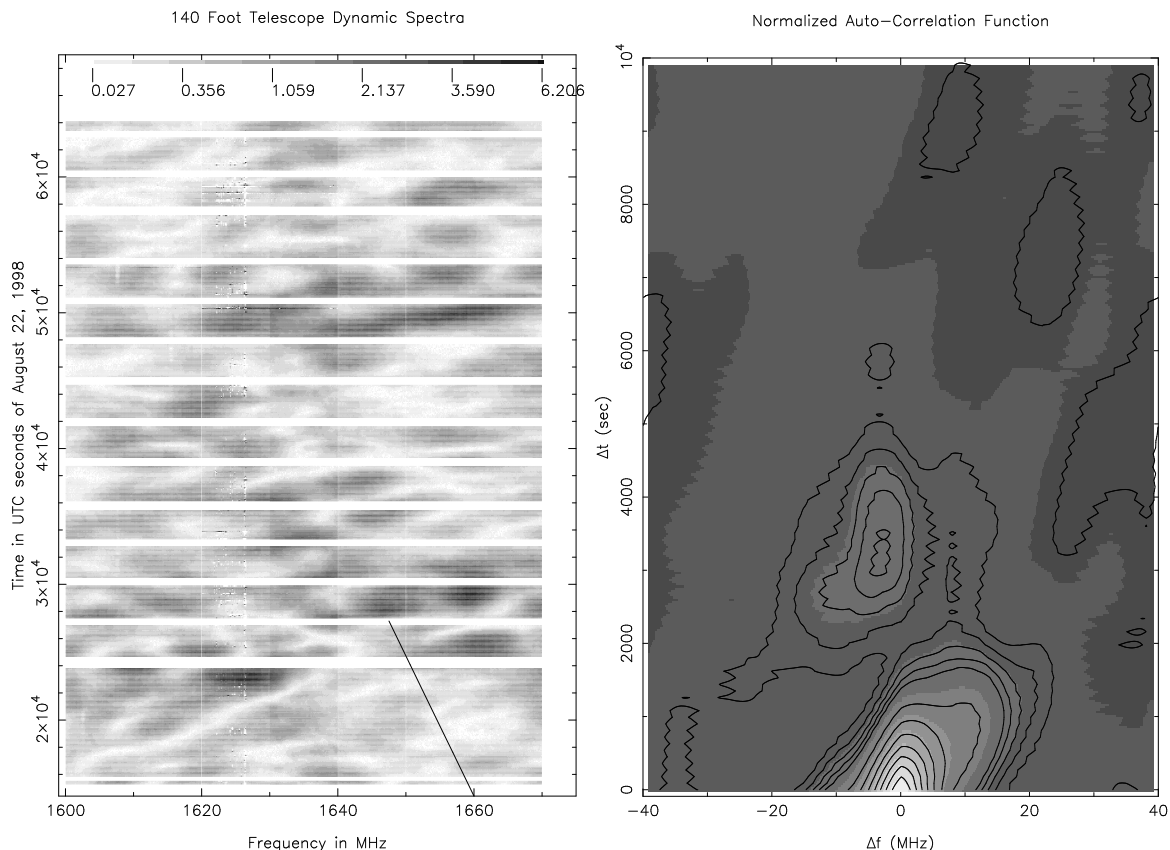 140 Foot Telescope Dynamic Spectra
0.027 0.356 1.059 2.137 3.590 6.206
Time in UTC seconds of August 22, 1998
6×10⁴
5×10⁴
4×10⁴
3×10⁴
2×10⁴
1600 1620 1640 1660
Frequency in MHz
Normalized Auto−Correlation Function
Δt (sec)
10⁴
8000
6000
4000
2000
0
−40 −20 0 20 40
Δf (MHz)